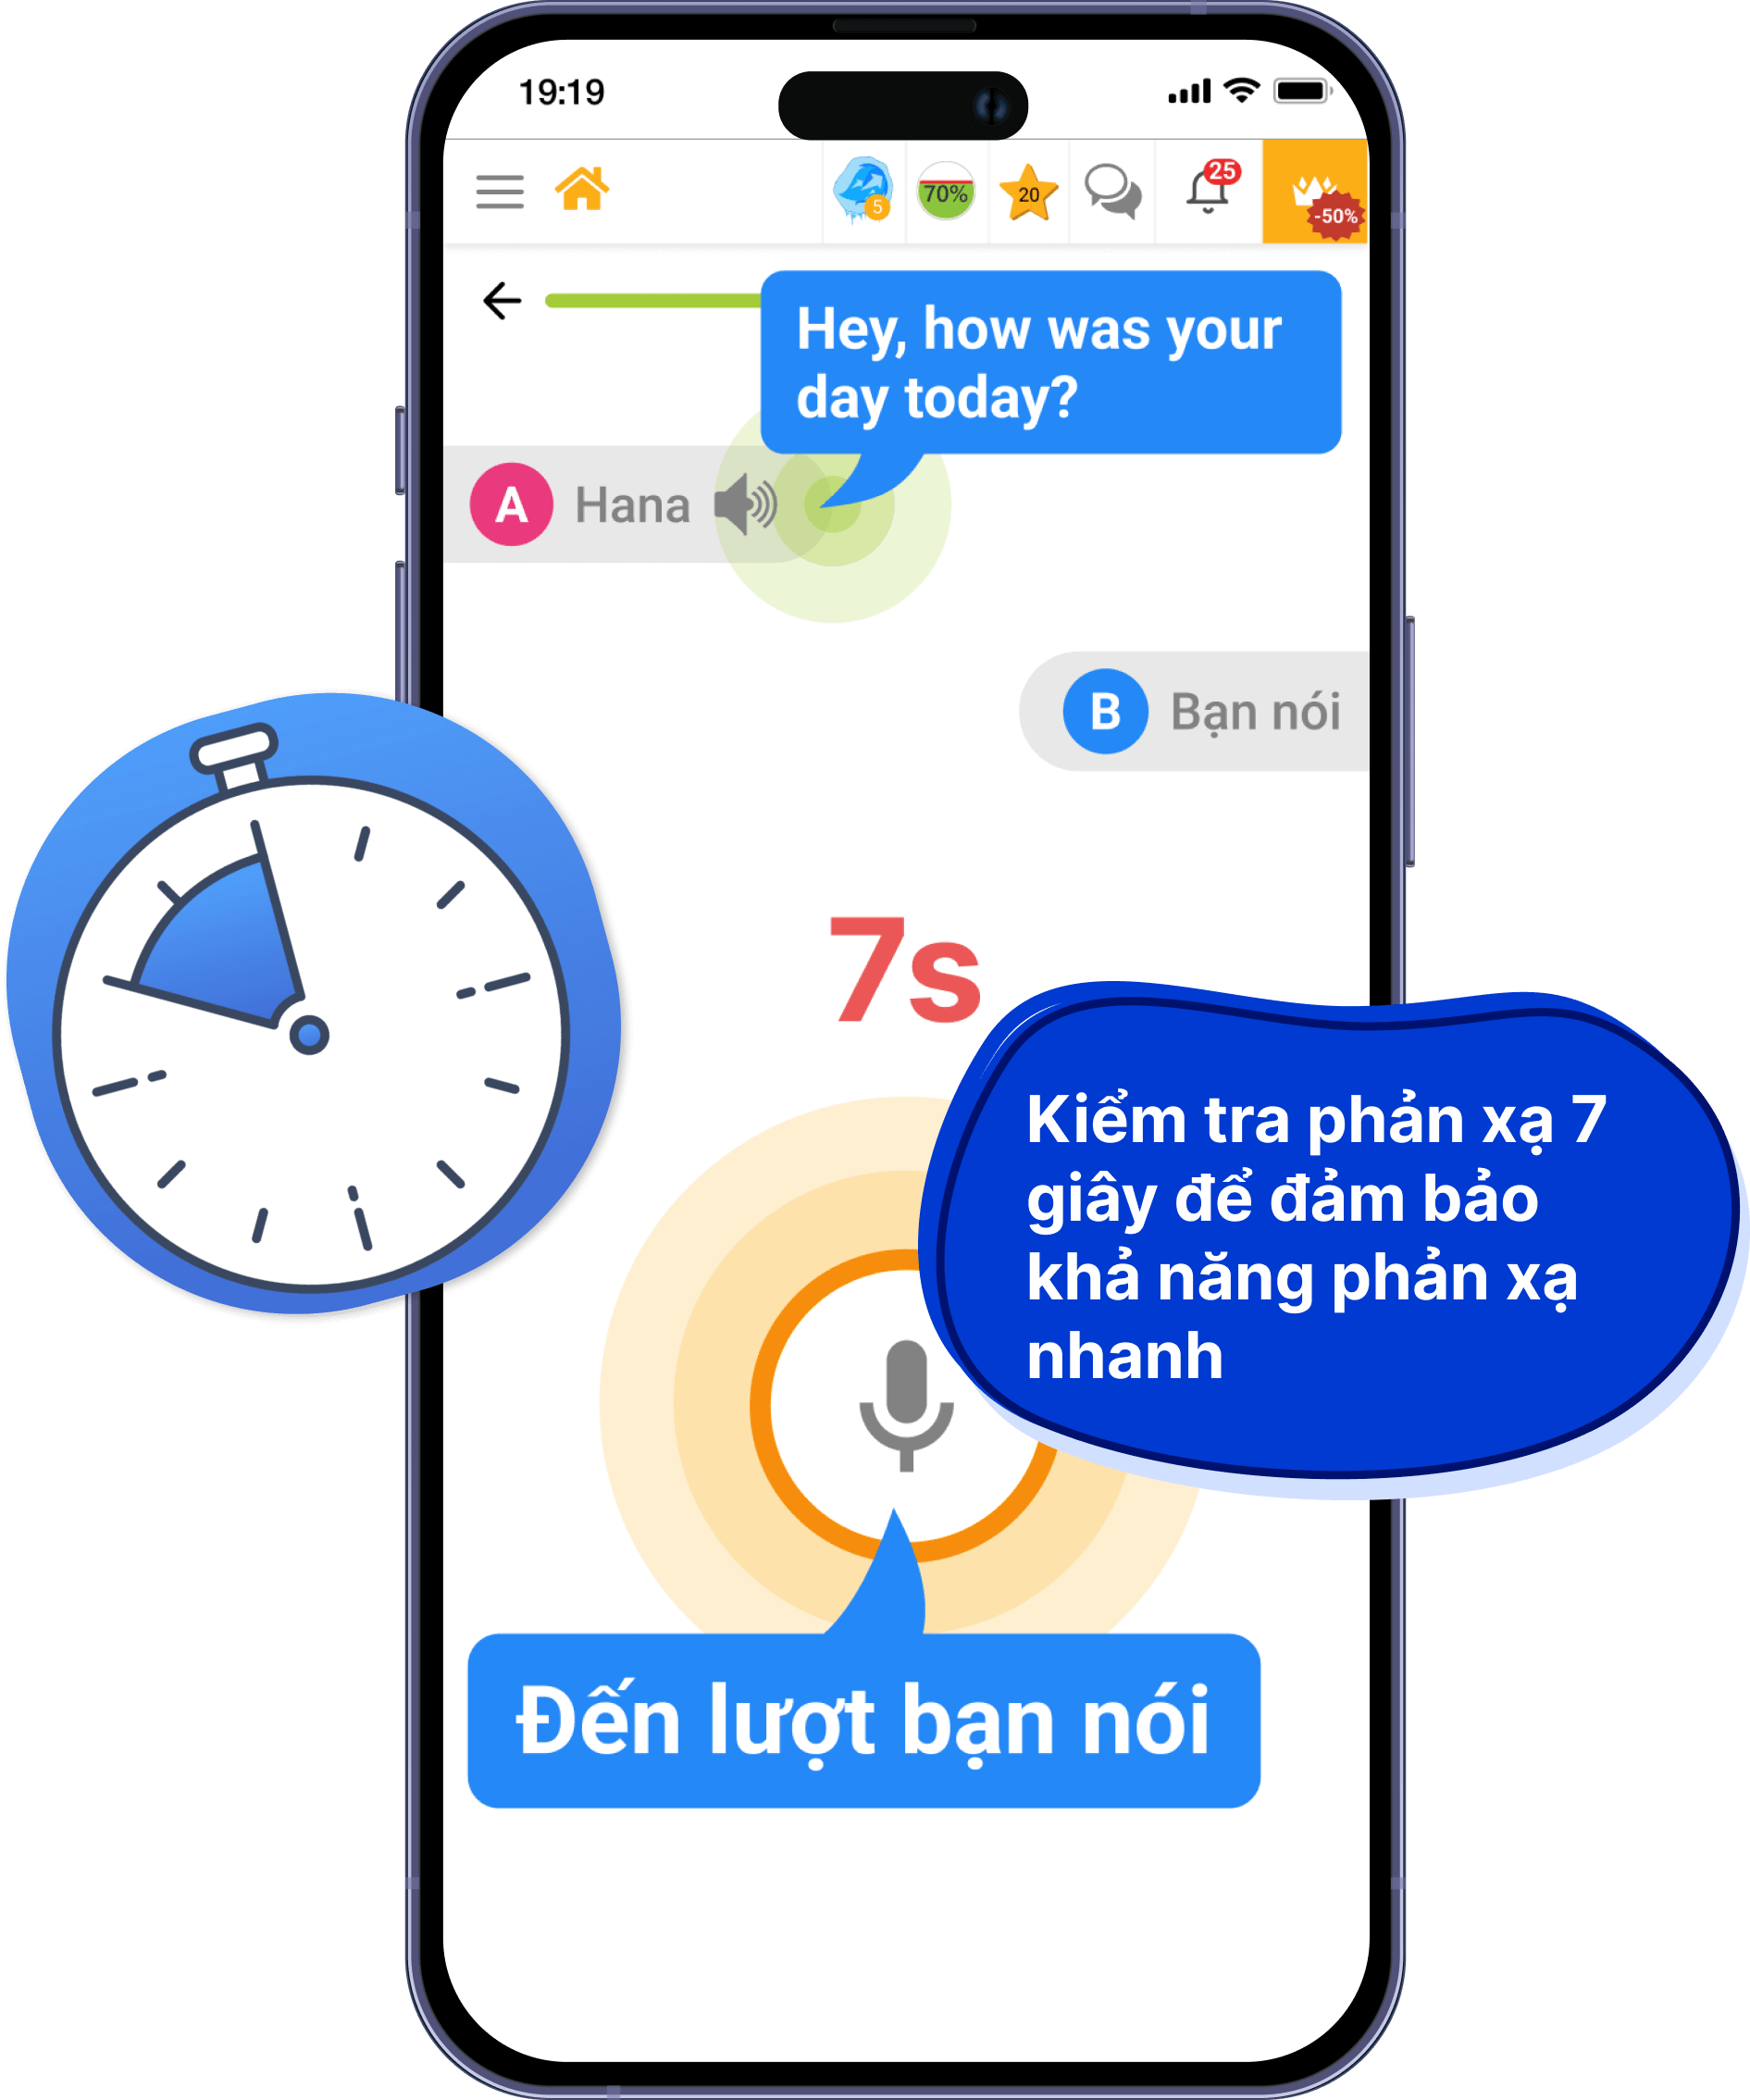 19:19
5
70%
20
25
-50%
Hey, how was your
day today?
A Hana
B Bạn nói
7s
Kiểm tra phản xạ 7
giây để đảm bảo
khả năng phản xạ
nhanh
Đến lượt bạn nói